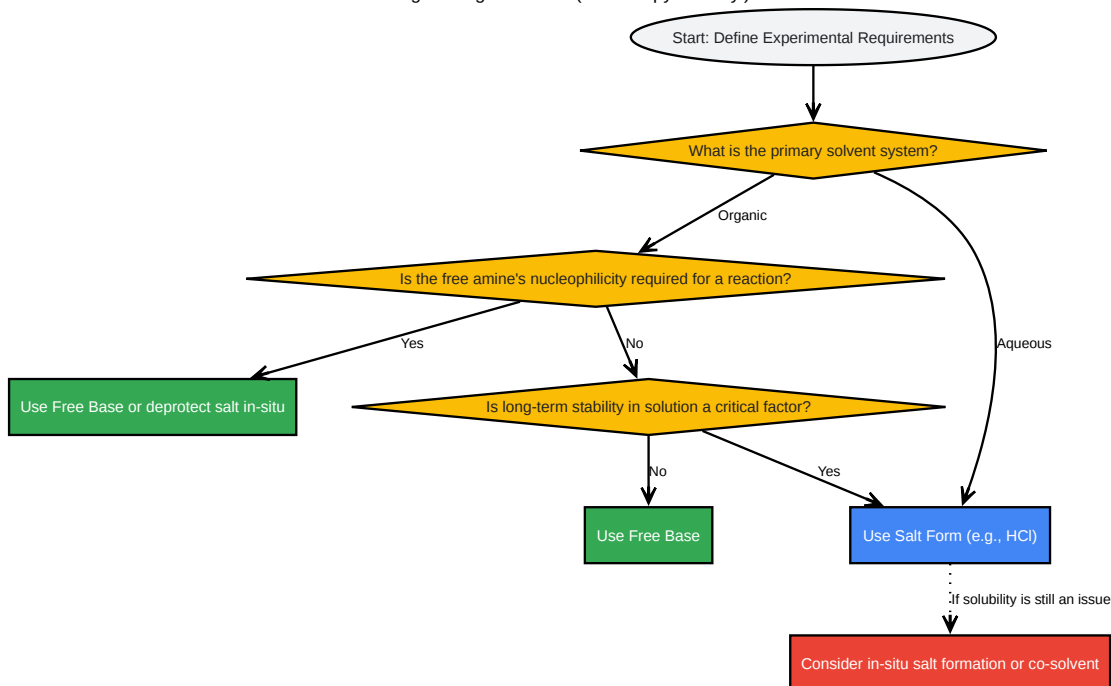 Start: Define Experimental Requirements
What is the primary solvent system?
Organic
Is the free amine's nucleophilicity required for a reaction?
Yes
No
Aqueous
Use Free Base or deprotect salt in-situ
Is long-term stability in solution a critical factor?
No
Yes
Use Free Base
Use Salt Form (e.g., HCl)
If solubility is still an issue
Consider in-situ salt formation or co-solvent